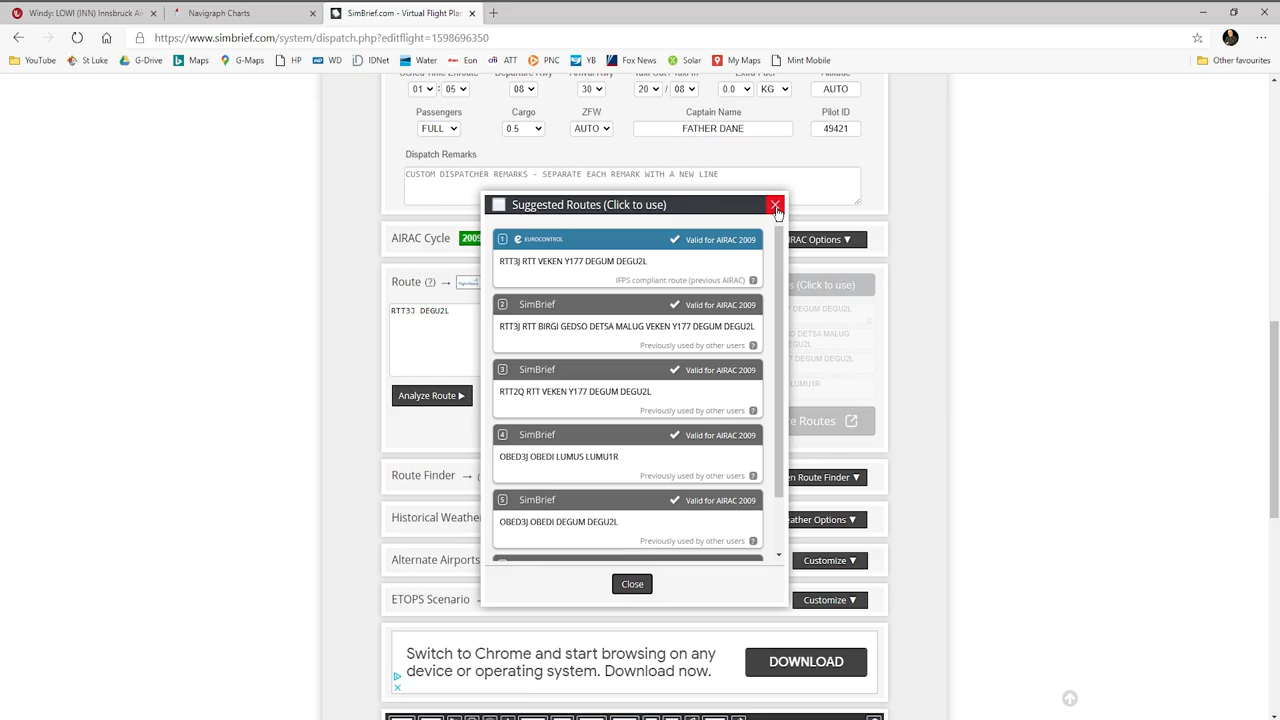 Windy: LOWI (INN) Innsbruck Ai
Navigraph Charts
SimBrief.com - Virtual Flight Plan
https://www.simbrief.com/system/dispatch.php?editflight=1598696350
YouTube St Luke G-Drive Maps G-Maps HP WD IDNet Water Eon ATT PNC YB Fox News Solar My Maps Mint Mobile Other favourites
01 : 05 08 30 20 / 08 0.0 KG AUTO
Passengers Cargo ZFW Captain Name Pilot ID
FULL 0.5 AUTO FATHER DANE 49421
Dispatch Remarks
CUSTOM DISPATCHER REMARKS - SEPARATE EACH REMARK WITH A NEW LINE
Suggested Routes (Click to use)
AIRAC Cycle 2009
IRAC Options ▼
1 EUROCONTROL ✓ Valid for AIRAC 2009
RTT3J RTT VEKEN Y177 DEGUM DEGU2L
IFPS compliant route (previous AIRAC) ?
Route (?) →
s (Click to use)
RTT3J DEGU2L
2 SimBrief ✓ Valid for AIRAC 2009
RTT3J RTT BIRGI GEDSO DETSA MALUG VEKEN Y177 DEGUM DEGU2L
Previously used by other users ?
3 SimBrief ✓ Valid for AIRAC 2009
RTT2Q RTT VEKEN Y177 DEGUM DEGU2L
Previously used by other users ?
Analyze Route ▶
e Routes
4 SimBrief ✓ Valid for AIRAC 2009
OBED3J OBEDI LUMUS LUMU1R
Previously used by other users ?
5 SimBrief ✓ Valid for AIRAC 2009
OBED3J OBEDI DEGUM DEGU2L
Previously used by other users ?
Close
Route Finder → (
en Route Finder ▼
Historical Weathe
eather Options ▼
Alternate Airports
Customize ▼
ETOPS Scenario
Customize ▼
Switch to Chrome and start browsing on any
device or operating system. Download now.
DOWNLOAD